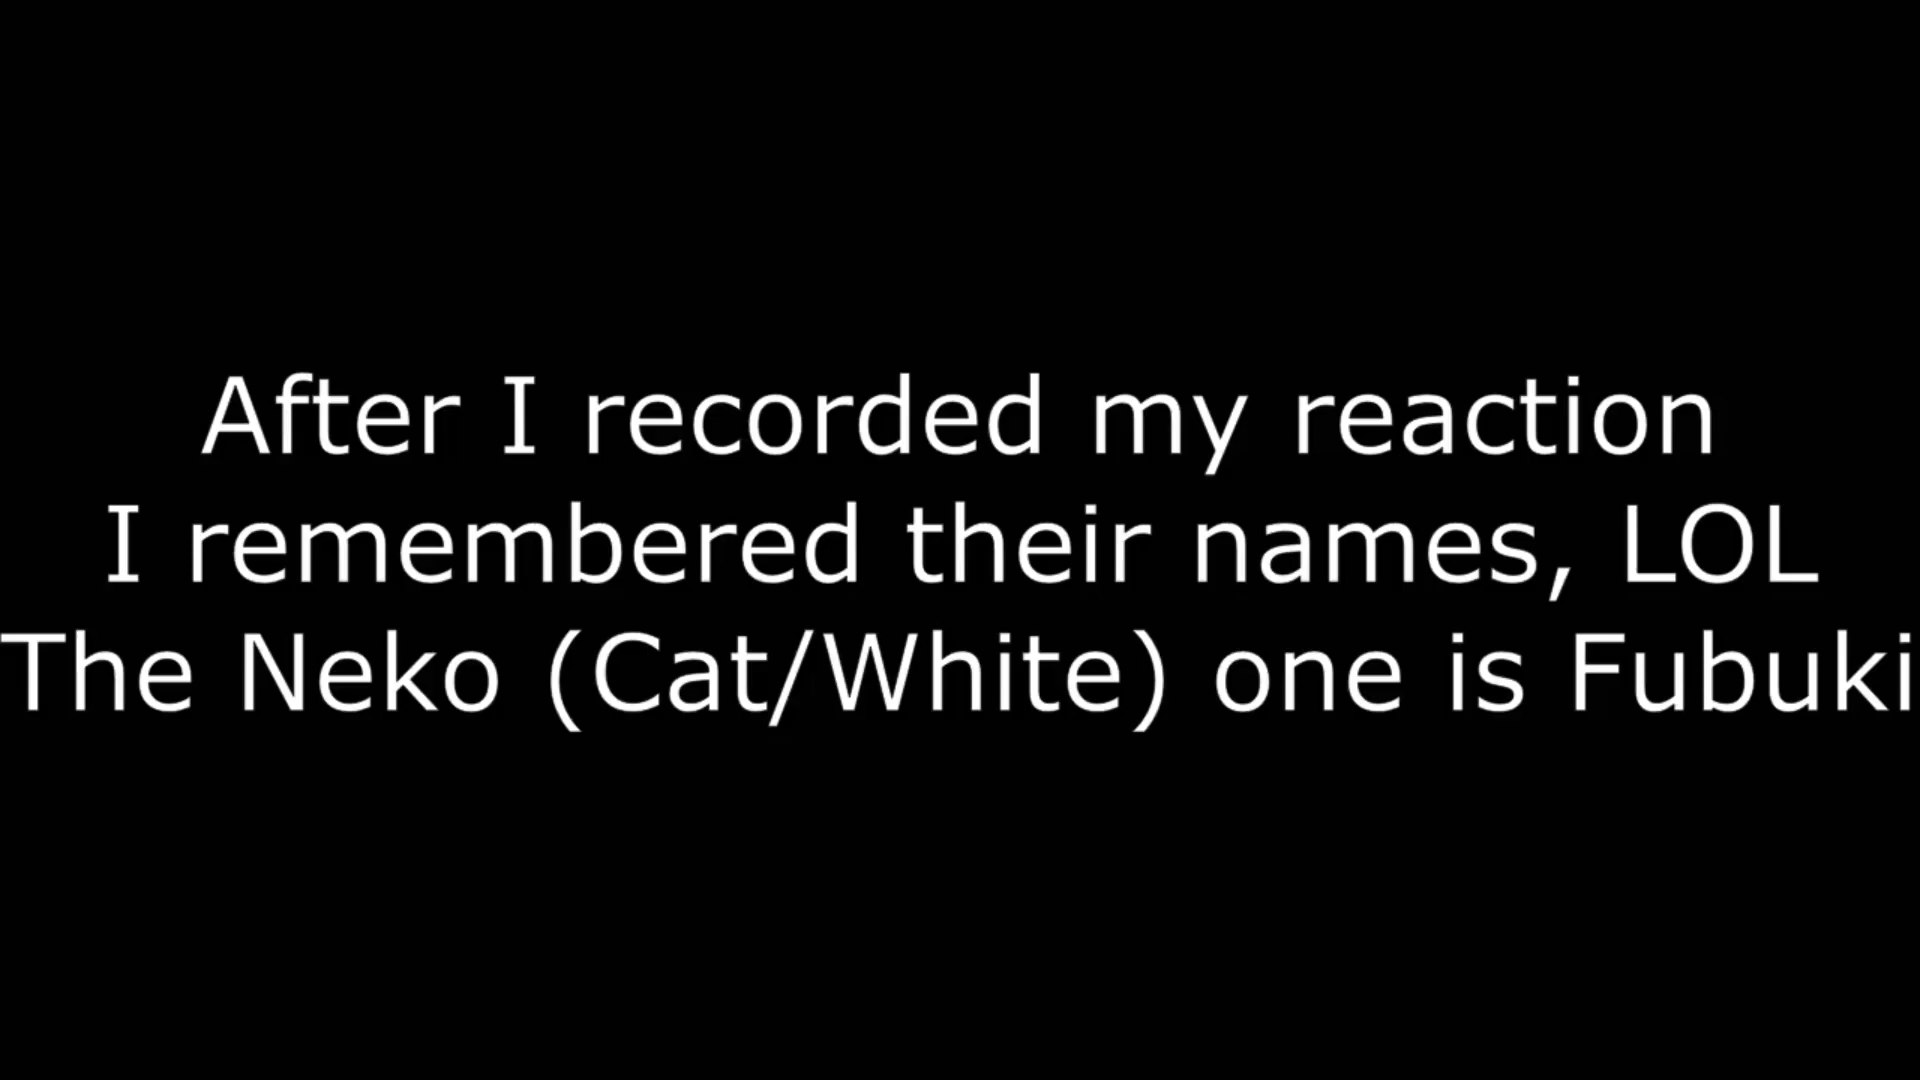 After I recorded my reaction
I remembered their names, LOL
The Neko (Cat/White) one is Fubuki